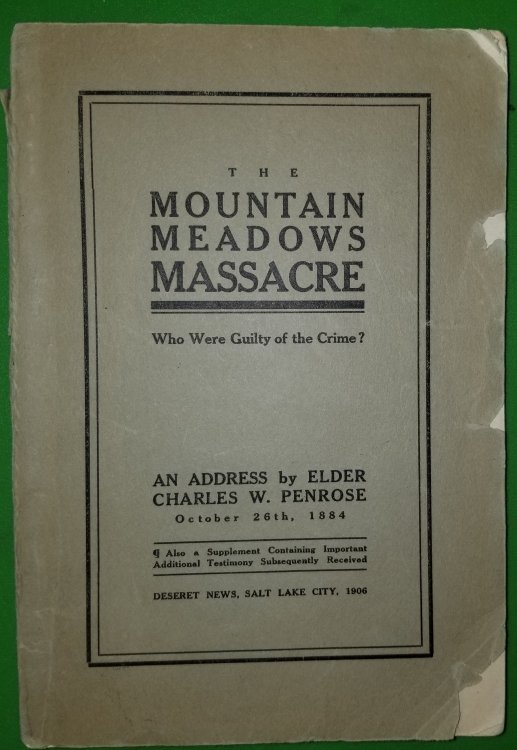 THE
MOUNTAIN
MEADOWS
MASSACRE
Who Were Guilty of the Crime?
AN ADDRESS by ELDER
CHARLES W. PENROSE
October 26th, 1884
¶ Also a Supplement Containing Important
Additional Testimony Subsequently Received
DESERET NEWS, SALT LAKE CITY, 1906